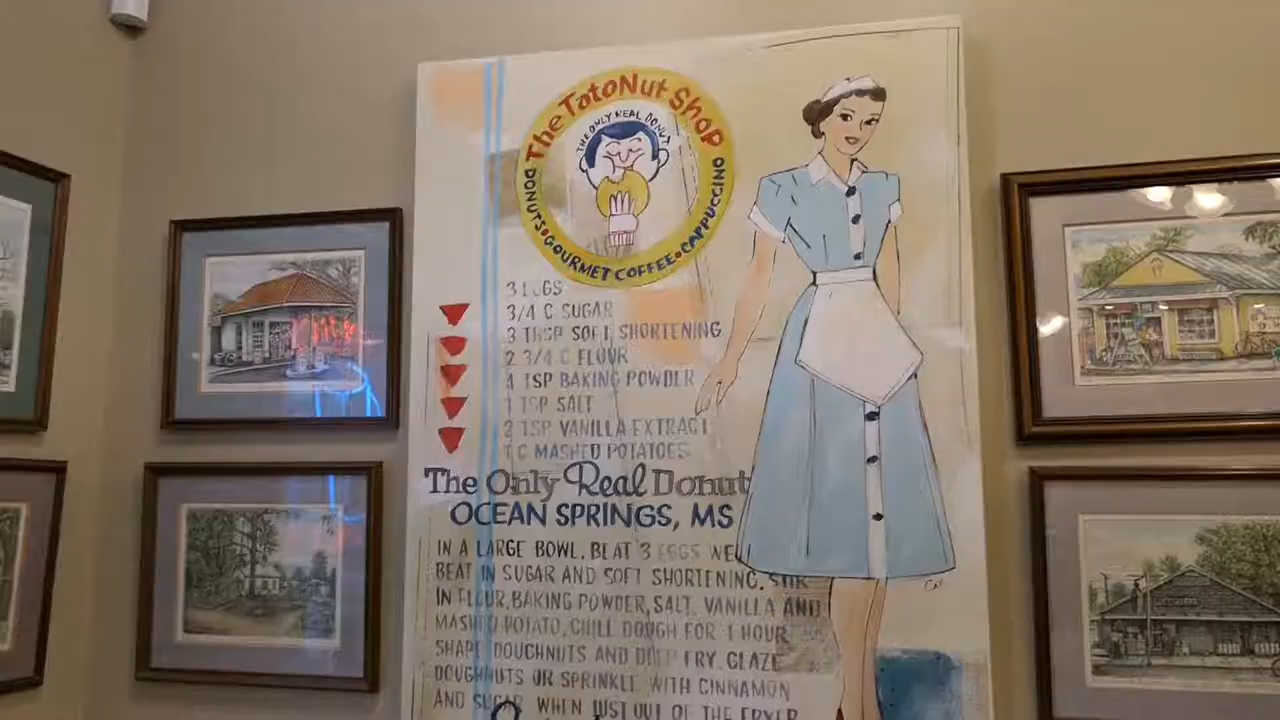 The TatoNut Shop
THE ONLY REAL DONUT
DONUTS • GOURMET COFFEE • CAPPUCCINO
3 EGGS
3/4 C SUGAR
3 TBSP SOFT SHORTENING
2 3/4 C FLOUR
4 TSP BAKING POWDER
1 TSP SALT
2 TSP VANILLA EXTRACT
1 C MASHED POTATOES
The Only Real Donut
OCEAN SPRINGS, MS
IN A LARGE BOWL, BEAT 3 EGGS WELL
BEAT IN SUGAR AND SOFT SHORTENING. STIR
IN FLOUR, BAKING POWDER, SALT, VANILLA AND
MASHED POTATO, CHILL DOUGH FOR 1 HOUR
SHAPE DOUGHNUTS AND DEEP FRY. GLAZE
DOUGHNUTS OR SPRINKLE WITH CINNAMON
AND SUGAR WHEN JUST OUT OF THE FRYER